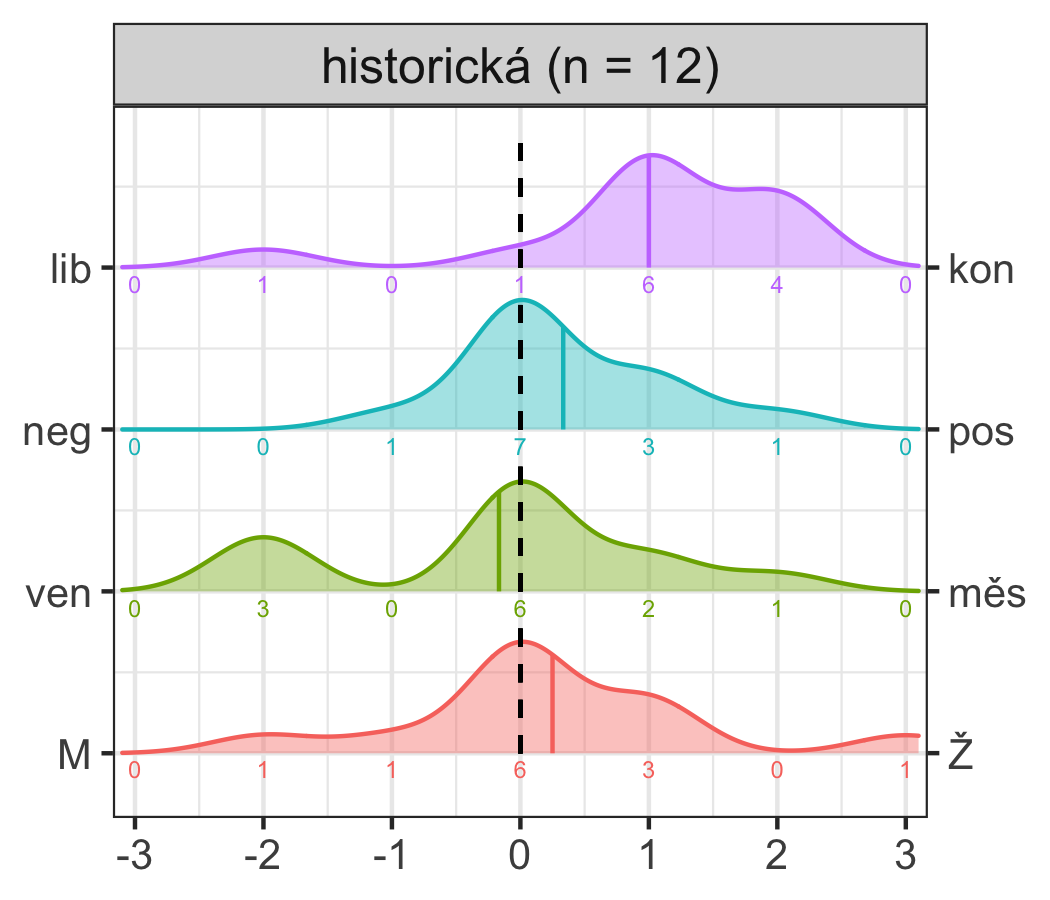 historická (n = 12)
lib kon
0 1 0 1 6 4 0
neg pos
0 0 1 7 3 1 0
ven měs
0 3 0 6 2 1 0
M Ž
0 1 1 6 3 0 1
-3 -2 -1 0 1 2 3